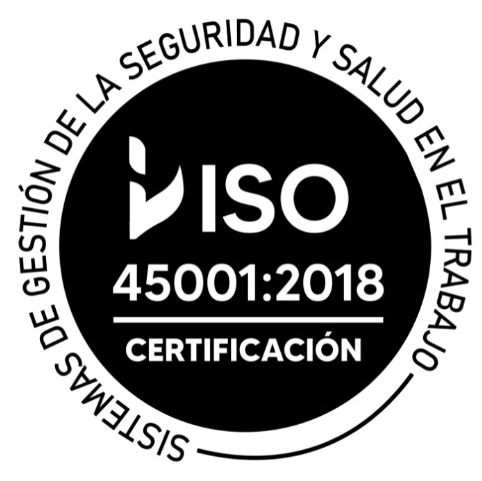 SISTEMAS DE GESTIÓN DE LA SEGURIDAD Y SALUD EN EL TRABAJO
ISO
45001:2018
CERTIFICACIÓN